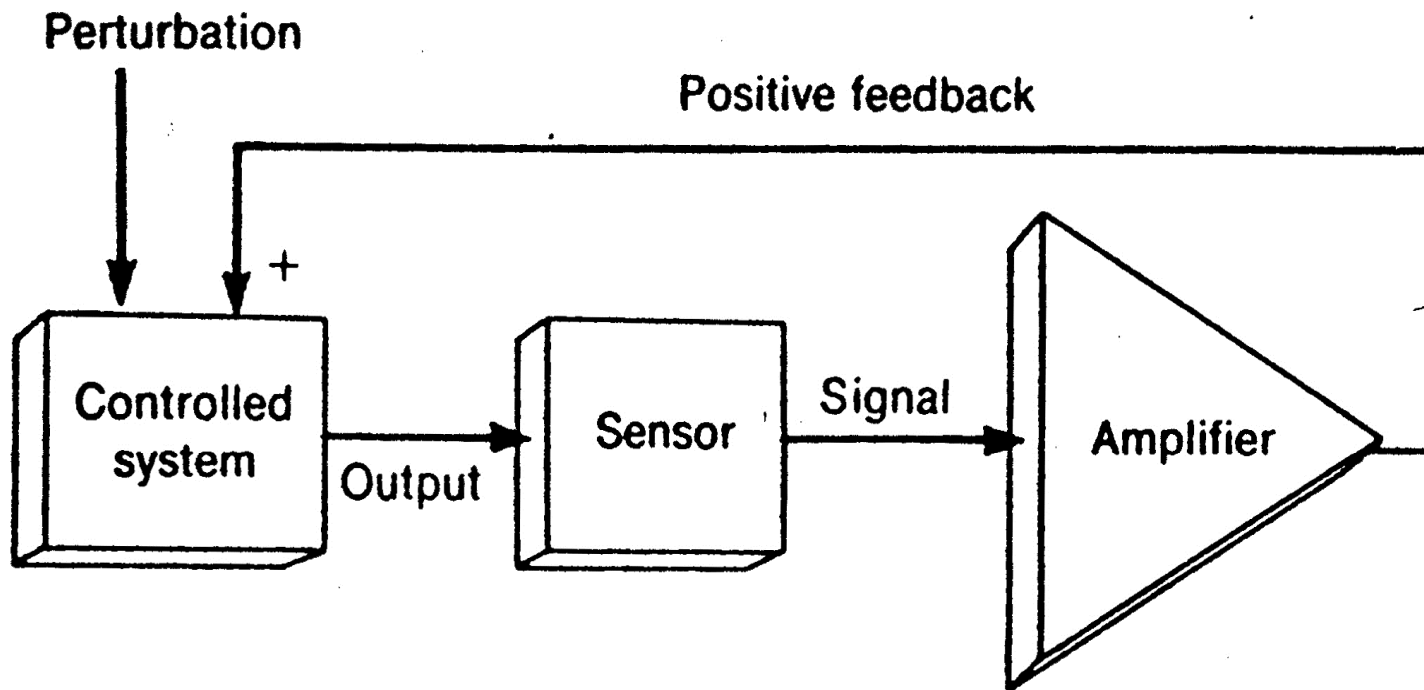 Perturbation
Positive feedback
+
Controlled
system
Output
Sensor
Signal
Amplifier